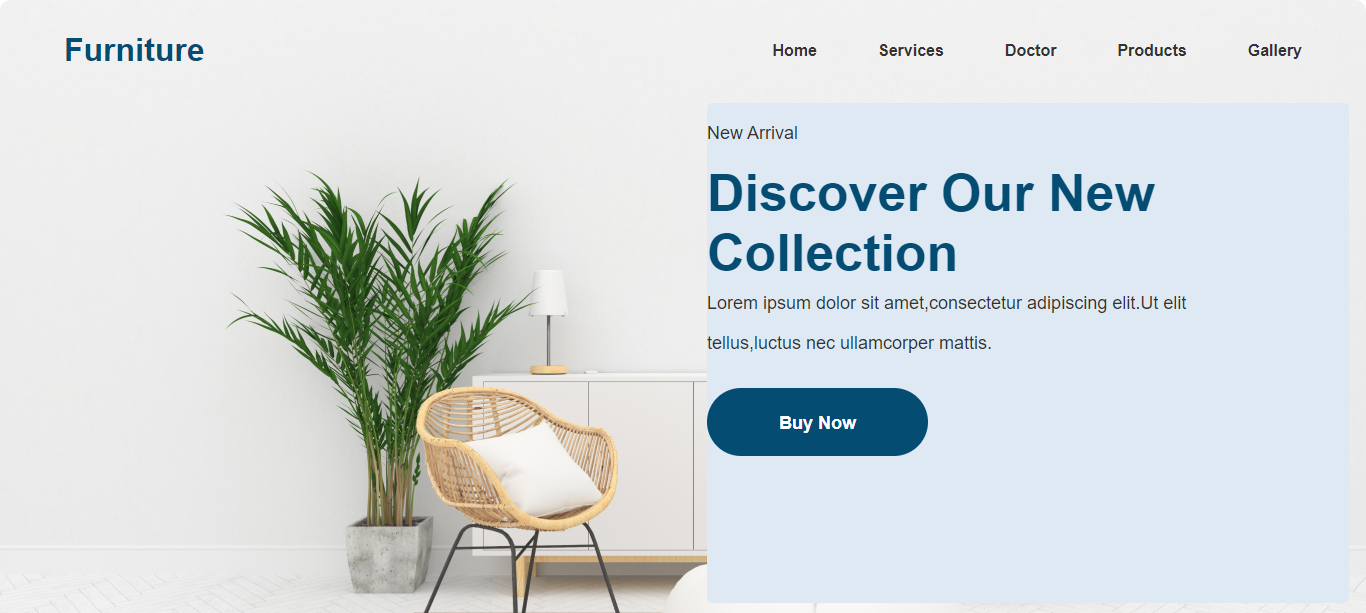 Furniture
Home Services Doctor Products Gallery
New Arrival
Discover Our New
Collection
Lorem ipsum dolor sit amet,consectetur adipiscing elit.Ut elit
tellus,luctus nec ullamcorper mattis.
Buy Now